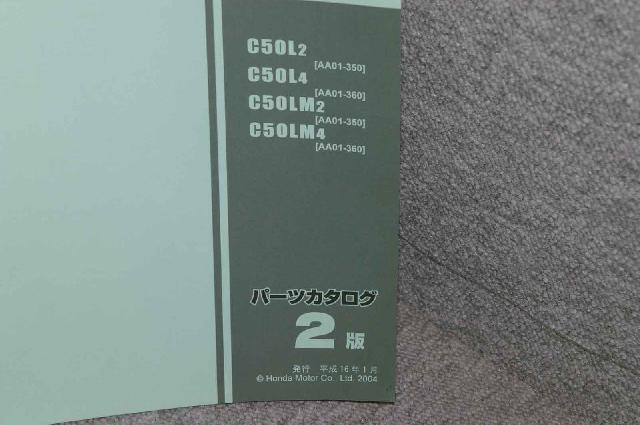 C50L2
[AA01-350]
C50L4
[AA01-360]
C50LM2
[AA01-350]
C50LM4
[AA01-360]
パーツカタログ
2版
発行 平成16年1月
© Honda Motor Co., Ltd. 2004